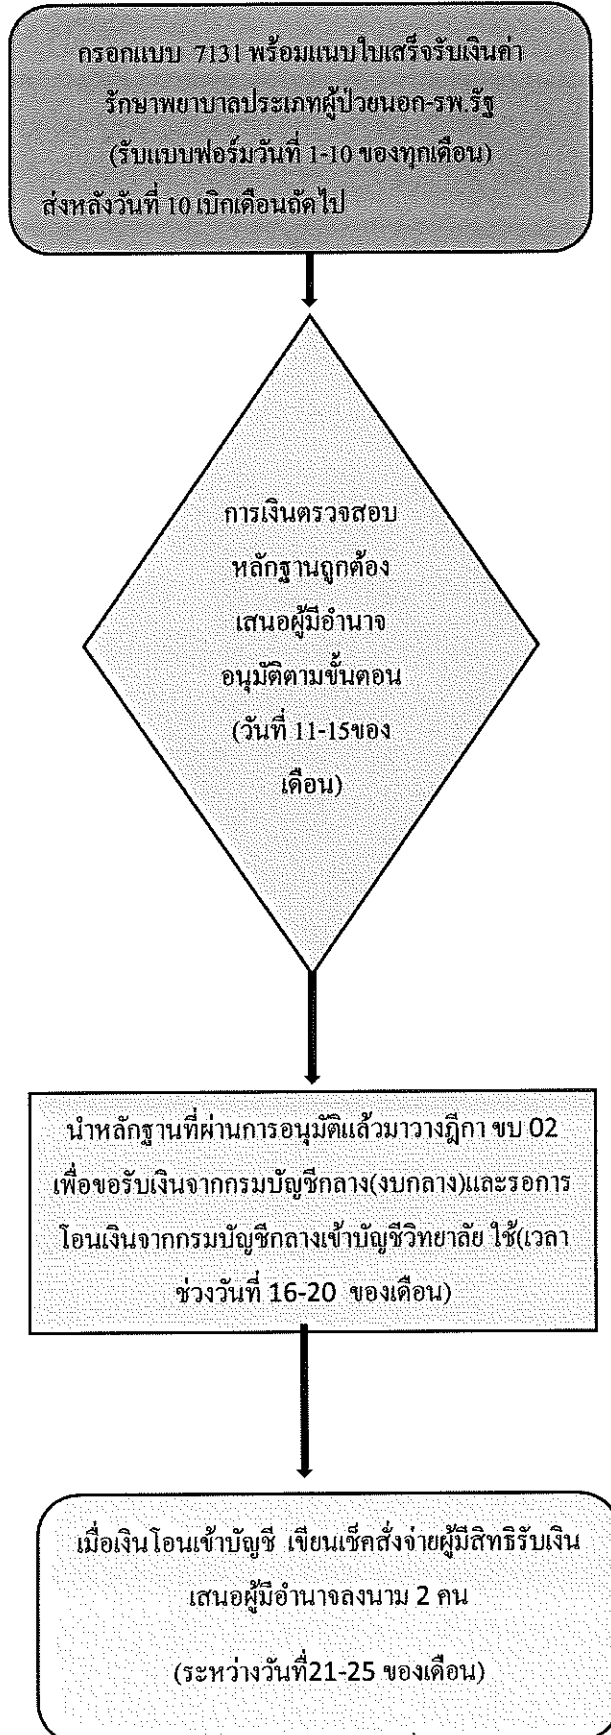 กรอกแบบ 7131 พร้อมแนบใบเสร็จรับเงินค่า
รักษาพยาบาลประเภทผู้ป่วยนอก-รพ.รัฐ
(รับแบบฟอร์มวันที่ 1-10 ของทุกเดือน)
ส่งหลังวันที่ 10 เบิกเดือนถัดไป
การเงินตรวจสอบ
หลักฐานถูกต้อง
เสนอผู้มีอำนาจ
อนุมัติตามขั้นตอน
(วันที่ 11-15ของ
เดือน)
นำหลักฐานที่ผ่านการอนุมัติแล้วมาวางฎีกา ขบ 02
เพื่อขอรับเงินจากกรมบัญชีกลาง(งบกลาง)และรอการ
โอนเงินจากกรมบัญชีกลางเข้าบัญชีวิทยาลัย ใช้(เวลา
ช่วงวันที่ 16-20 ของเดือน)
เมื่อเงินโอนเข้าบัญชี เขียนเช็คสั่งจ่ายผู้มีสิทธิรับเงิน
เสนอผู้มีอำนาจลงนาม 2 คน
(ระหว่างวันที่21-25 ของเดือน)